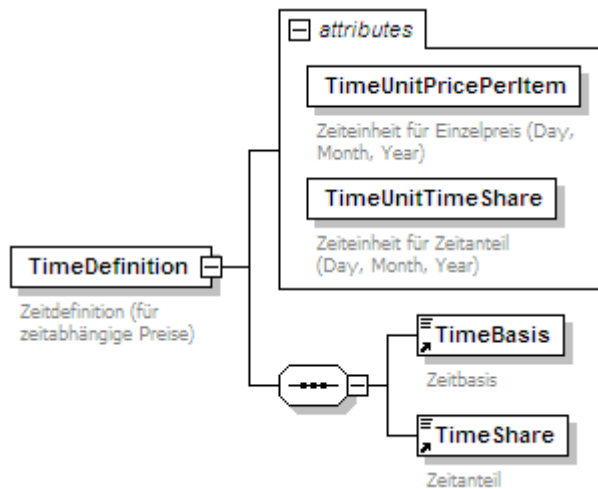 attributes
TimeUnitPricePerItem
Zeiteinheit für Einzelpreis (Day,
Month, Year)
TimeUnitTimeShare
Zeiteinheit für Zeitanteil
(Day, Month, Year)
TimeDefinition
Zeitdefinition (für
zeitabhängige Preise)
TimeBasis
Zeitbasis
TimeShare
Zeitanteil